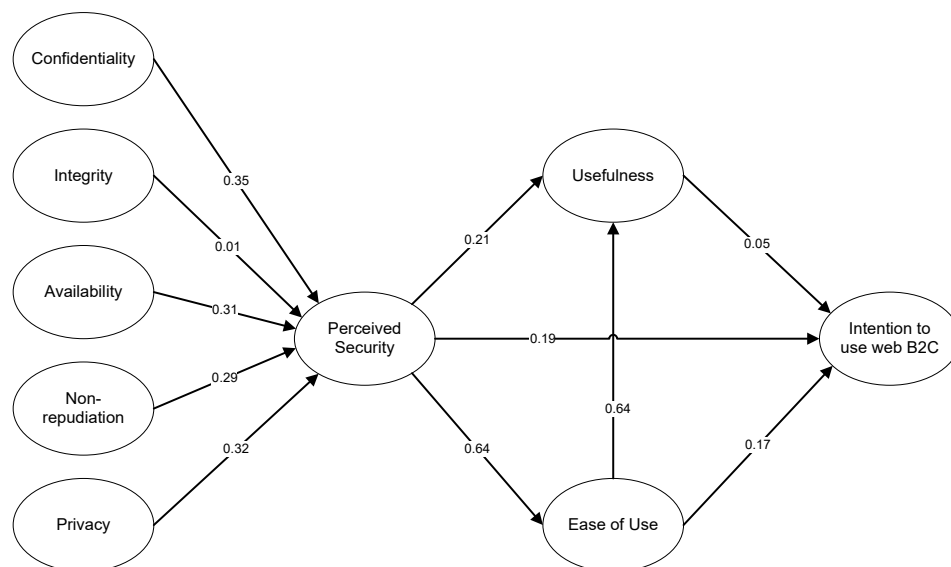 Confidentiality
Integrity
Availability
Non-
repudiation
Privacy
0.35
0.01
0.31
0.29
0.32
Perceived
Security
0.21
0.19
0.64
Usefulness
0.64
Ease of Use
0.05
0.17
Intention to
use web B2C